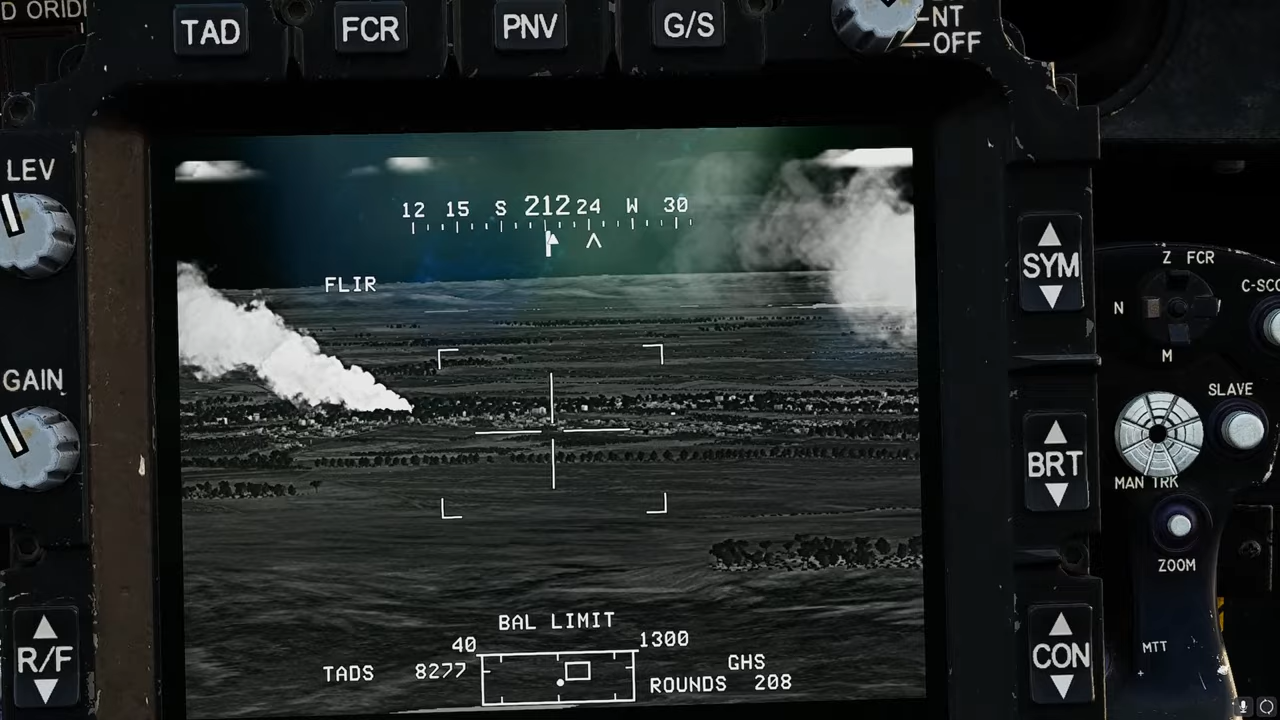 D ORIDE
TAD FCR PNV G/S
NT
OFF
LEV
GAIN
R/F
12 15 S 212 24 W 30
FLIR
BAL LIMIT
40 1300
TADS 8277
GHS
ROUNDS 208
SYM
BRT
CON
Z FCR
C-SCO
N
M
SLAVE
MAN TRK
ZOOM
MTT